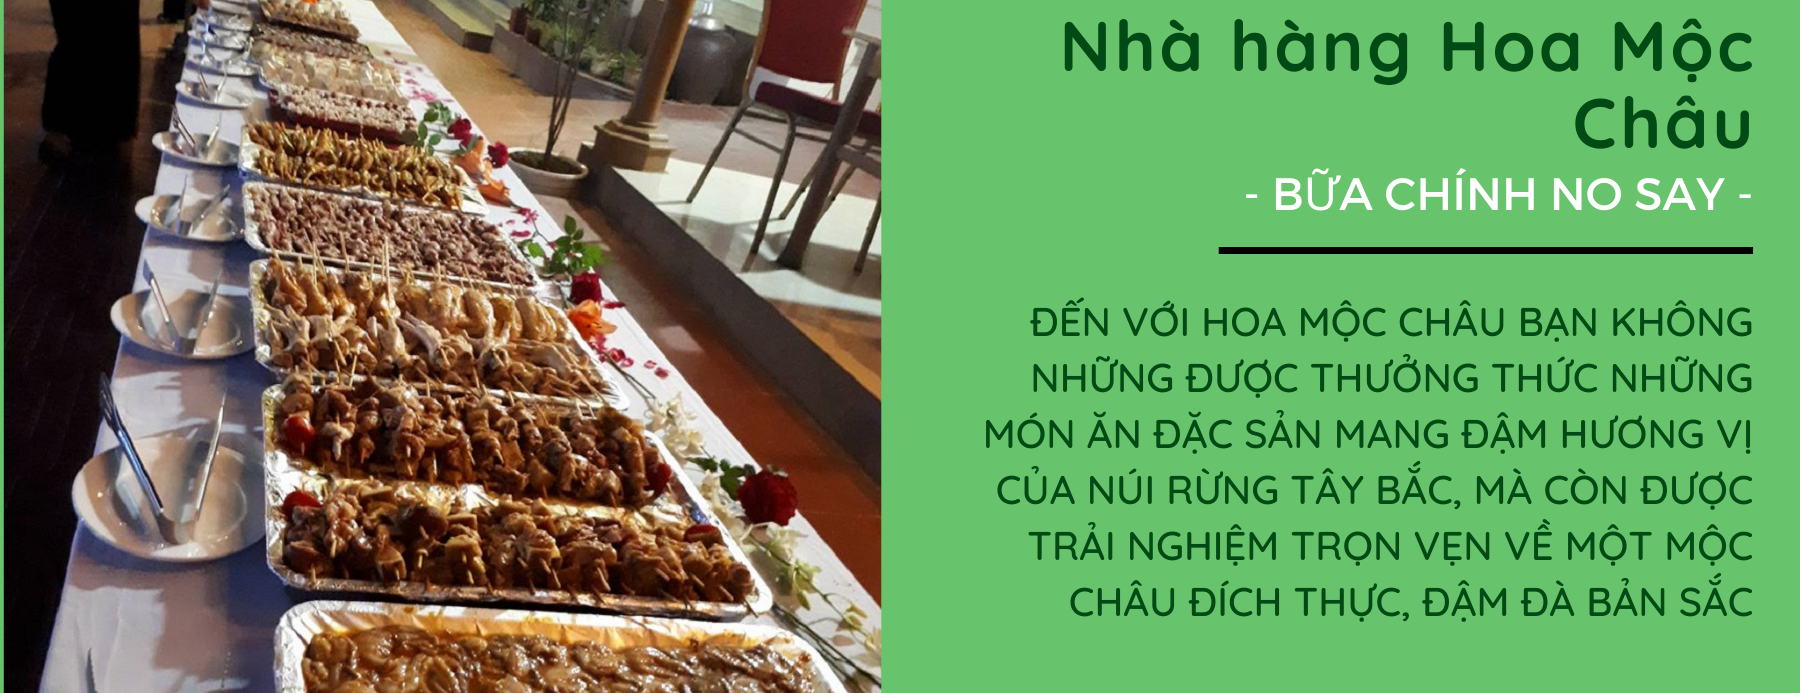 Nhà hàng Hoa Mộc
Châu
- BỮA CHÍNH NO SAY -
ĐẾN VỚI HOA MỘC CHÂU BẠN KHÔNG
NHỮNG ĐƯỢC THƯỞNG THỨC NHỮNG
MÓN ĂN ĐẶC SẢN MANG ĐẬM HƯƠNG VỊ
CỦA NÚI RỪNG TÂY BẮC, MÀ CÒN ĐƯỢC
TRẢI NGHIỆM TRỌN VẸN VỀ MỘT MỘC
CHÂU ĐÍCH THỰC, ĐẬM ĐÀ BẢN SẮC